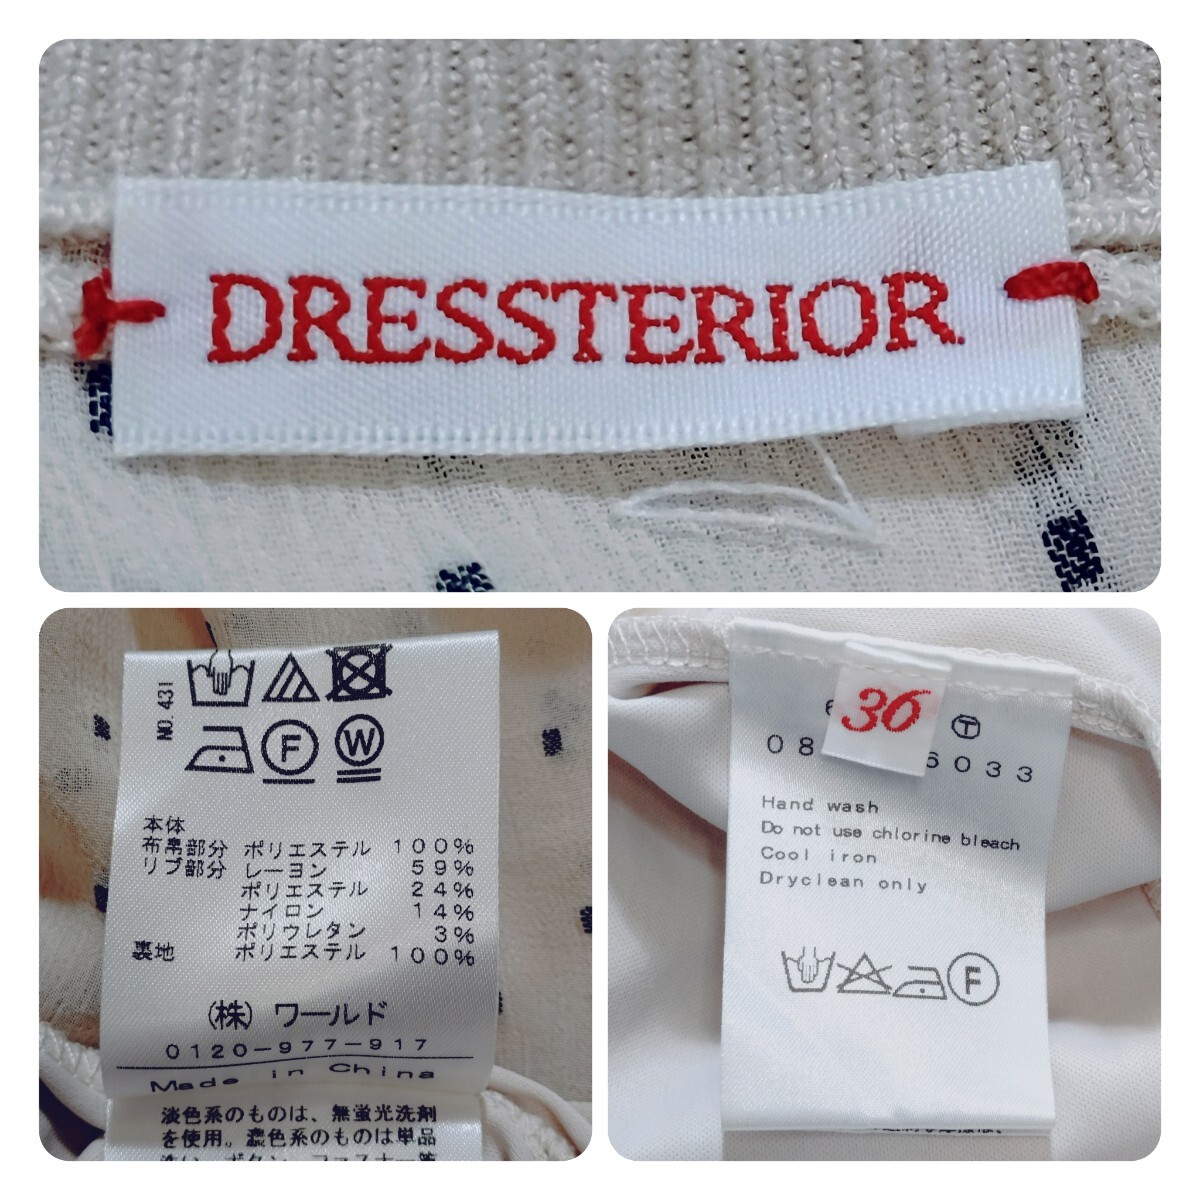 DRESSTERIOR
NO. 431
F W
本体
布帛部分 ポリエステル 100%
リブ部分 レーヨン 59%
ポリエステル 24%
ナイロン 14%
ポリウレタン 3%
裏地 ポリエステル 100%
(株) ワールド
0120-977-917
Made in China
淡色系のものは、無蛍光洗剤
を使用。濃色系のものは単品
36
T
08 6033
Hand wash
Do not use chlorine bleach
Cool iron
Dryclean only
F